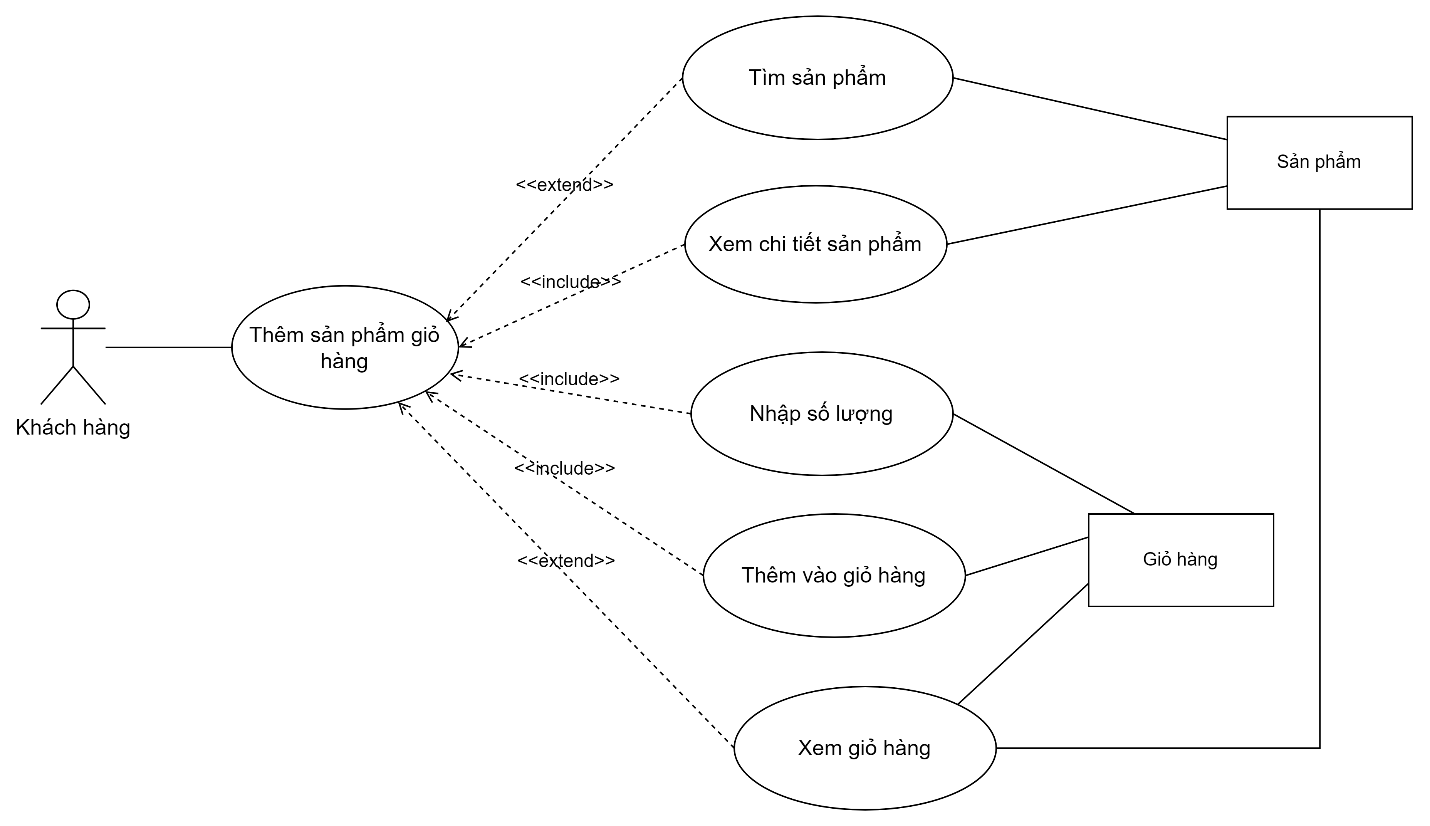 Tìm sản phẩm
Sản phẩm
<<extend>>
Xem chi tiết sản phẩm
<<include>>
Thêm sản phẩm giỏ
hàng
<<include>>
Khách hàng
Nhập số lượng
<<include>>
Giỏ hàng
<<extend>>
Thêm vào giỏ hàng
Xem giỏ hàng